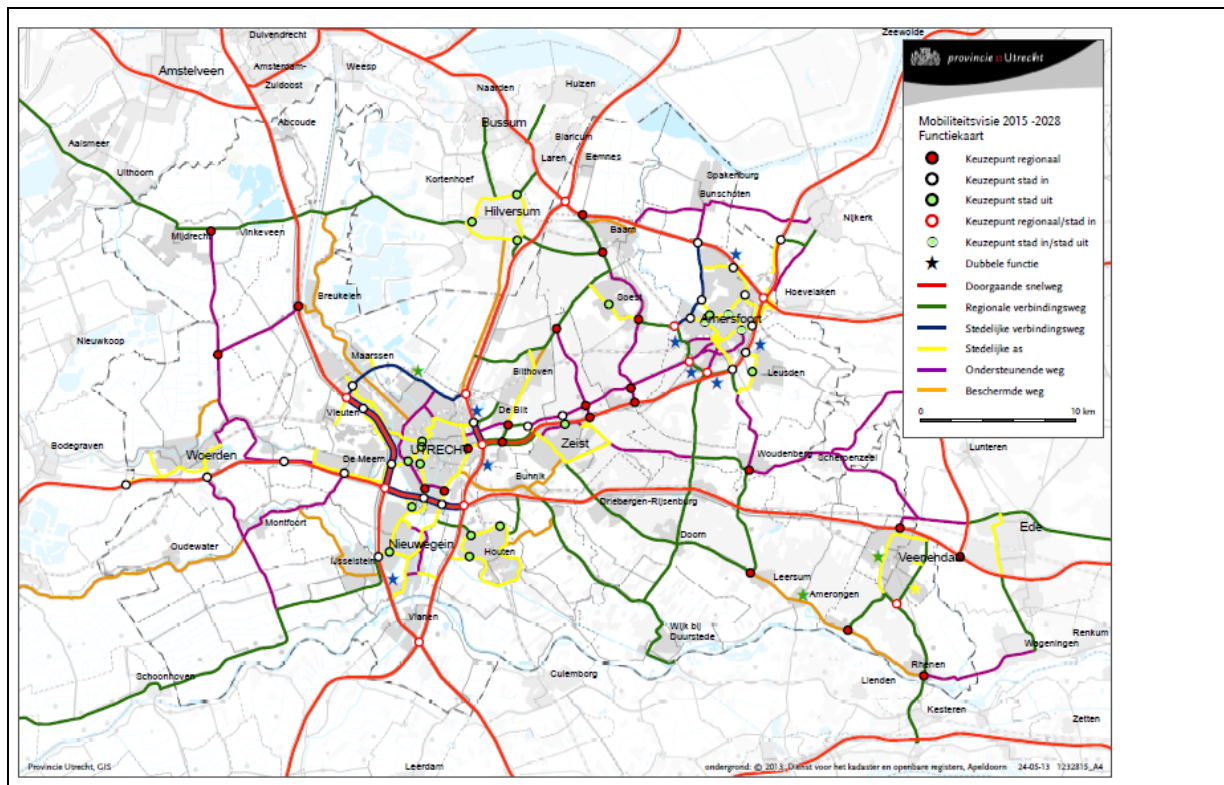 Duivendrecht
Zeewolde
Amstelveen
Amsterdam-
Zuidoost
Weesp
Naarden
Huizen
Bussum
Abcoude
Blaricum
Aalsmeer
Laren
Eemnes
Uithoorn
Kortenhoef
Spakenburg
Bunschoten
Hilversum
Nijkerk
Mijdrecht
Vinkeveen
Baarn
Breukelen
Soest
Hoevelaken
Amersfoort
Nieuwkoop
Maarssen
Bilthoven
Leusden
Vleuten
De Bilt
Bodegraven
Woerden
De Meern
UTRECHT
Zeist
Lunteren
Woudenberg
Scherpenzeel
Bunnik
Driebergen-Rijsenburg
Montfoort
Ede
Oudewater
Nieuwegein
Houten
Doorn
IJsselstein
Veenendaal
Leersum
Amerongen
Vianen
Wijk bij
Duurstede
Renkum
Wageningen
Rhenen
Schoonhoven
Culemborg
Lienden
Kesteren
Zetten
Leerdam
provincie :: Utrecht
Mobiliteitsvisie 2015 -2028
Functiekaart
Keuzepunt regionaal
Keuzepunt stad in
Keuzepunt stad uit
Keuzepunt regionaal/stad in
Keuzepunt stad in/stad uit
Dubbele functie
Doorgaande snelweg
Regionale verbindingsweg
Stedelijke verbindingsweg
Stedelijke as
Ondersteunende weg
Beschermde weg
0 10 km
Provincie Utrecht, GIS
ondergrond: © 2013, Dienst voor het kadaster en openbare registers, Apeldoorn 24-05-13 1232815_A4